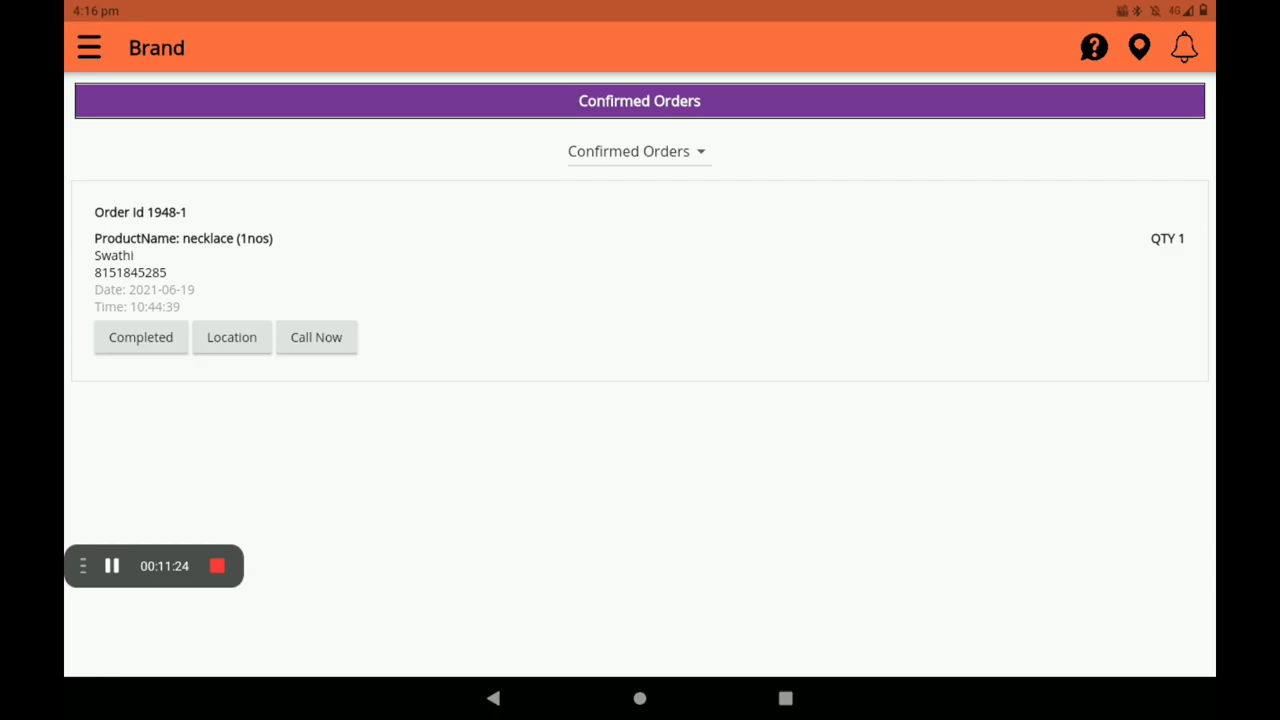 4:16 pm
4G
Brand
Confirmed Orders
Confirmed Orders
Order Id 1948-1
ProductName: necklace (1nos)
QTY 1
Swathi
8151845285
Date: 2021-06-19
Time: 10:44:39
Completed
Location
Call Now
00:11:24